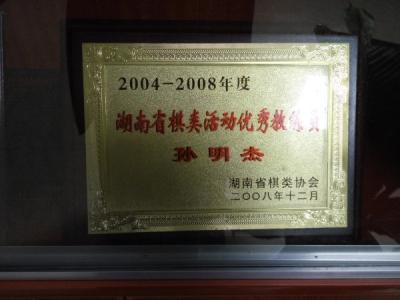 2004-2008年度
湖南省棋类活动优秀教练员
孙明杰
湖南省棋类协会
二〇〇八年十二月